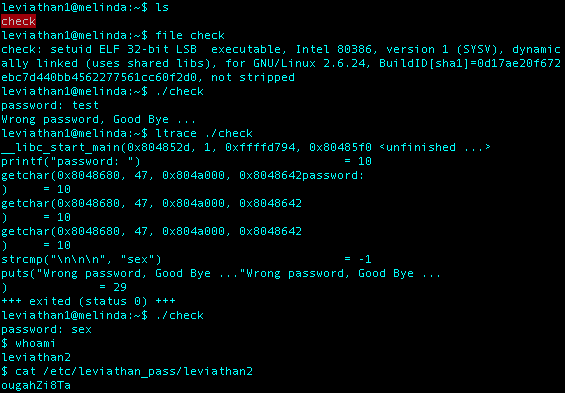 leviathan1@melinda:~$ ls
check
leviathan1@melinda:~$ file check
check: setuid ELF 32-bit LSB  executable, Intel 80386, version 1 (SYSV), dynamic
ally linked (uses shared libs), for GNU/Linux 2.6.24, BuildID[sha1]=0d17ae20f672
ebc7d440bb4562277561cc60f2d0, not stripped
leviathan1@melinda:~$ ./check
password: test
Wrong password, Good Bye ...
leviathan1@melinda:~$ ltrace ./check
__libc_start_main(0x804852d, 1, 0xffffd794, 0x80485f0 <unfinished ...>
printf("password: ")                             = 10
getchar(0x8048680, 47, 0x804a000, 0x8048642password:
)     = 10
getchar(0x8048680, 47, 0x804a000, 0x8048642
)     = 10
getchar(0x8048680, 47, 0x804a000, 0x8048642
)     = 10
strcmp("\n\n\n", "sex")                          = -1
puts("Wrong password, Good Bye ..."Wrong password, Good Bye ...
)             = 29
+++ exited (status 0) +++
leviathan1@melinda:~$ ./check
password: sex
$ whoami
leviathan2
$ cat /etc/leviathan_pass/leviathan2
ougahZi8Ta